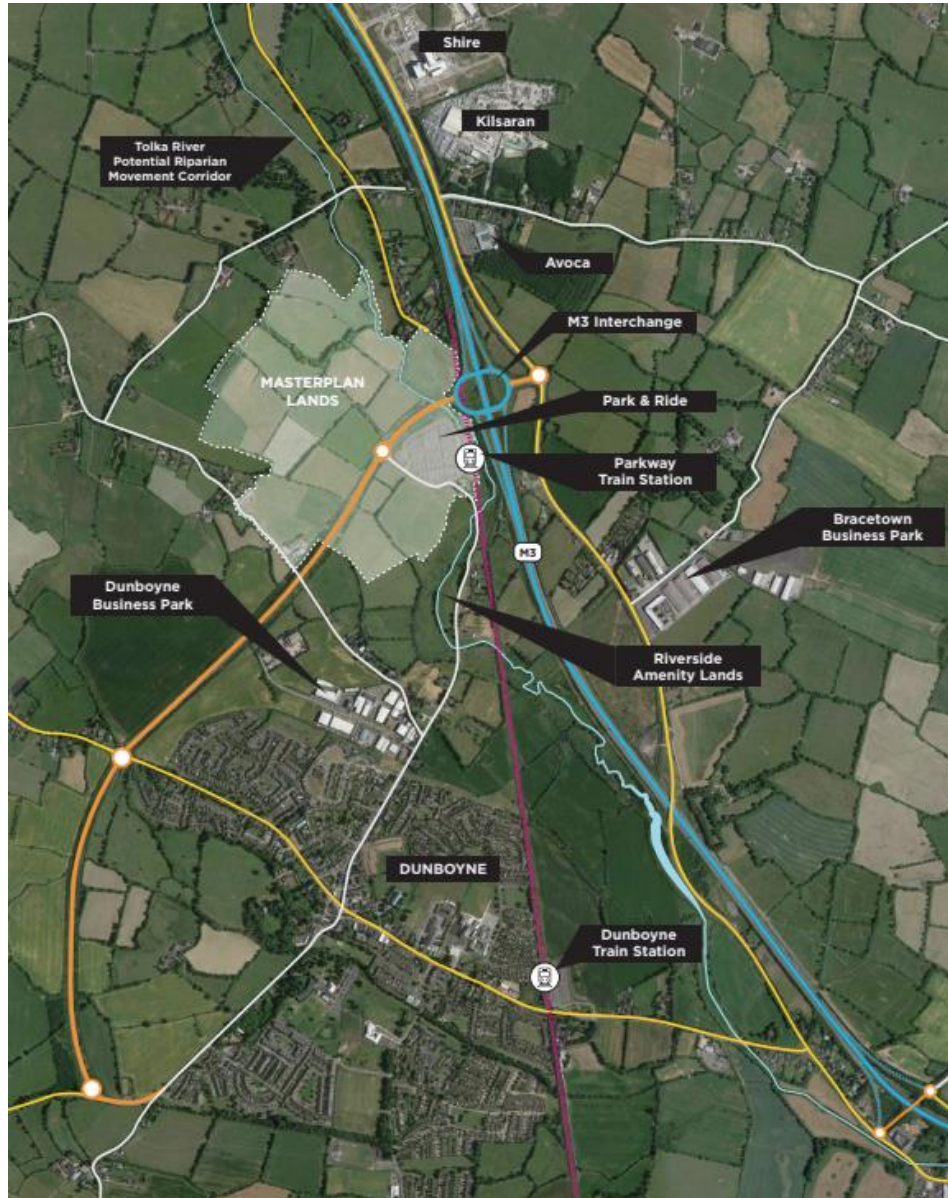 Shire
Kilsaran
Tolka River
Potential Riparian
Movement Corridor
Avoca
M3 Interchange
MASTERPLAN
LANDS
Park & Ride
Parkway
Train Station
Bracetown
Business Park
M3
Dunboyne
Business Park
Riverside
Amenity Lands
DUNBOYNE
Dunboyne
Train Station